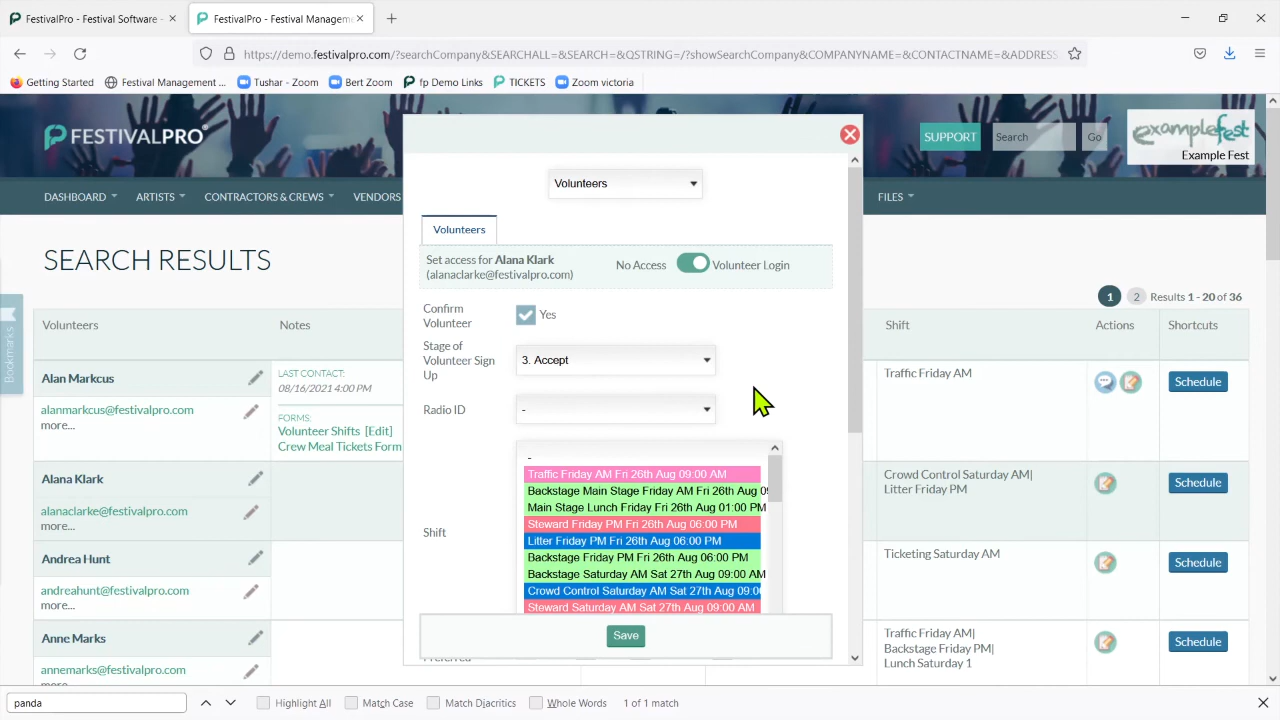 FestivalPro - Festival Software -
FestivalPro - Festival Manageme
https://demo.festivalpro.com/?searchCompany&SEARCHALL=&SEARCH=&QSTRING=/?showSearchCompany&COMPANYNAME=&CONTACTNAME=&ADDRESS
Getting Started
Festival Management ...
Tushar - Zoom
Bert Zoom
fp Demo Links
TICKETS
Zoom victoria
FESTIVALPRO®
SUPPORT
Search
Go
examplefest
Example Fest
DASHBOARD
ARTISTS
CONTRACTORS & CREWS
VENDORS
FILES
SEARCH RESULTS
1
2
Results 1 - 20 of 36
Bookmarks
Volunteers
Notes
Shift
Actions
Shortcuts
Alan Markcus
alanmarkcus@festivalpro.com
more...
LAST CONTACT:
08/16/2021 4:00 PM
FORMS:
Volunteer Shifts [Edit]
Crew Meal Tickets Form
Traffic Friday AM
Schedule
Alana Klark
alanaclarke@festivalpro.com
more...
Crowd Control Saturday AM|
Litter Friday PM
Schedule
Andrea Hunt
andreahunt@festivalpro.com
more...
Ticketing Saturday AM
Schedule
Anne Marks
annemarks@festivalpro.com
more
Traffic Friday AM|
Backstage Friday PM|
Lunch Saturday 1
Schedule
Volunteers
Volunteers
Set access for Alana Klark
(alanaclarke@festivalpro.com)
No Access
Volunteer Login
Confirm
Volunteer
Yes
Stage of
Volunteer Sign
Up
3. Accept
Radio ID
-
Shift
-
Traffic Friday AM Fri 26th Aug 09:00 AM
Backstage Main Stage Friday AM Fri 26th Aug 09
Main Stage Lunch Friday Fri 26th Aug 01:00 PM
Steward Friday PM Fri 26th Aug 06:00 PM
Litter Friday PM Fri 26th Aug 06:00 PM
Backstage Friday PM Fri 26th Aug 06:00 PM
Backstage Saturday AM Sat 27th Aug 09:00 AM
Crowd Control Saturday AM Sat 27th Aug 09:00
Steward Saturday AM Sat 27th Aug 09:00 AM
Save
Preferred
panda
Highlight All
Match Case
Match Diacritics
Whole Words
1 of 1 match